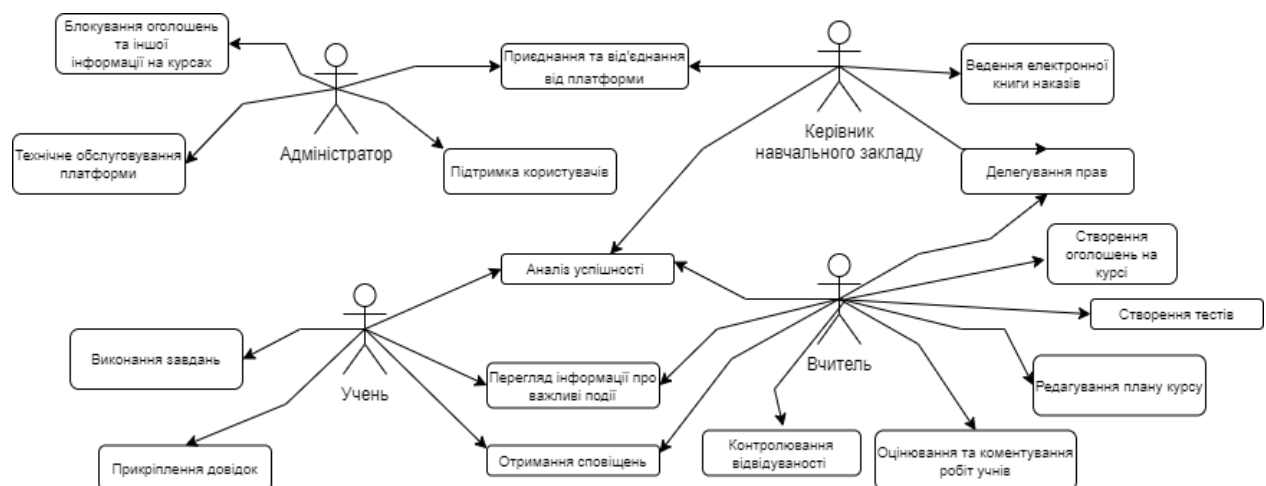 Блокування оголошень
та іншої
інформації на курсах
Приєднання та від'єднання
від платформи
Ведення електронної
книги наказів
Адміністратор
Керівник
навчального закладу
Технічне обслуговування
платформи
Підтримка користувачів
Делегування прав
Аналіз успішності
Створення
оголошень на
курсі
Створення тестів
Виконання завдань
Учень
Перегляд інформації про
важливі події
Вчитель
Редагування плану курсу
Прикріплення довідок
Отримання сповіщень
Контролювання
відвідуваності
Оцінювання та коментування
робіт учнів